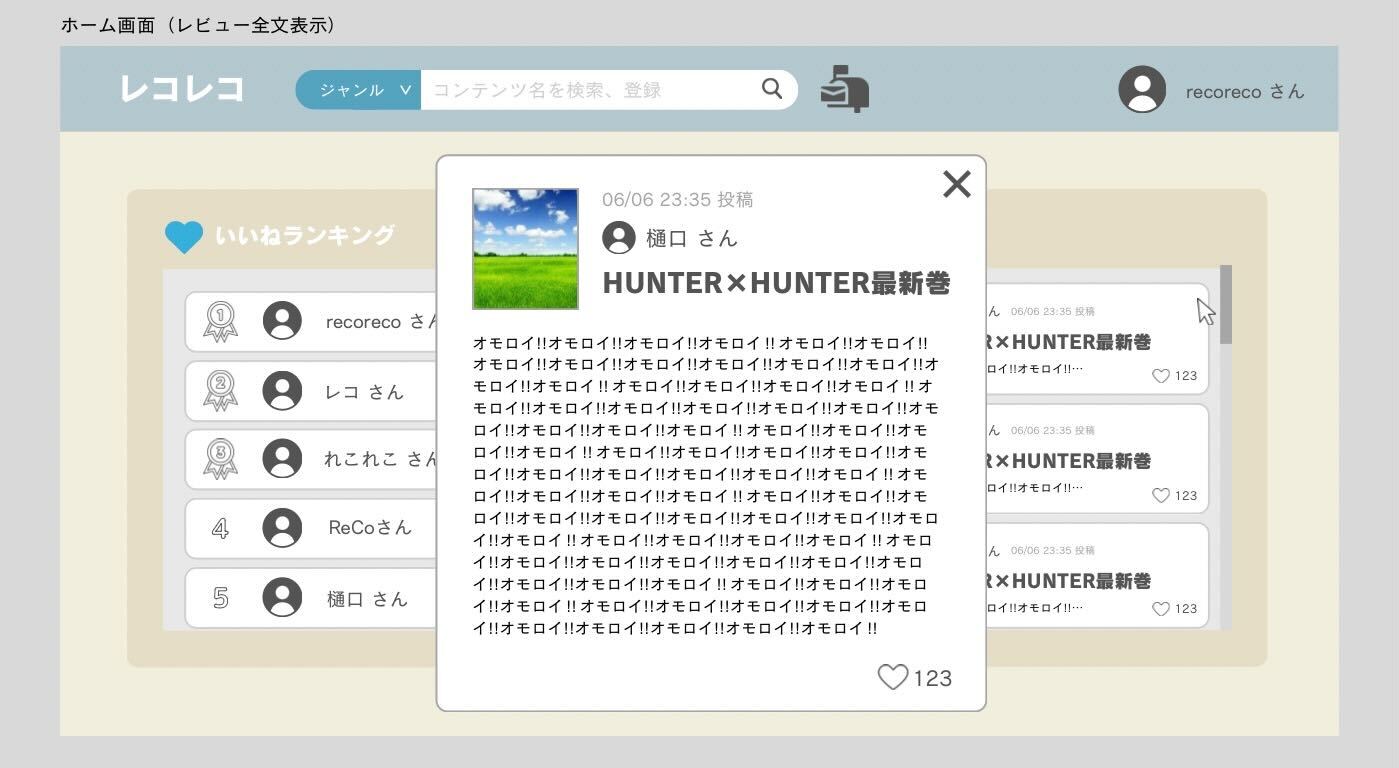 ホーム画面（レビュー全文表示）
レコレコ
ジャンル
コンテンツ名を検索、登録
recoreco さん
いいねランキング
1
recoreco さ
2
レコ さん
3
れこれこ さん
4
ReCoさん
5
樋口 さん
06/06 23:35 投稿
樋口 さん
HUNTER×HUNTER最新巻
オモロイ!!オモロイ!!オモロイ!!オモロイ!!オモロイ!!オモロイ!!
オモロイ!!オモロイ!!オモロイ!!オモロイ!!オモロイ!!オモロイ!!オ
モロイ!!オモロイ!!オモロイ!!オモロイ!!オモロイ!!オモロイ!!オ
モロイ!!オモロイ!!オモロイ!!オモロイ!!オモロイ!!オモロイ!!オモ
ロイ!!オモロイ!!オモロイ!!オモロイ!!オモロイ!!オモロイ!!オモ
ロイ!!オモロイ!!オモロイ!!オモロイ!!オモロイ!!オモロイ!!オモ
ロイ!!オモロイ!!オモロイ!!オモロイ!!オモロイ!!オモロイ!!オモ
ロイ!!オモロイ!!オモロイ!!オモロイ!!オモロイ!!オモロイ!!オモ
ロイ!!オモロイ!!オモロイ!!オモロイ!!オモロイ!!オモロイ!!オモロ
イ!!オモロイ!!オモロイ!!オモロイ!!オモロイ!!オモロイ!!オモロ
イ!!オモロイ!!オモロイ!!オモロイ!!オモロイ!!オモロイ!!オモロ
イ!!オモロイ!!オモロイ!!オモロイ!!オモロイ!!オモロイ!!オモロ
イ!!オモロイ!!オモロイ!!オモロイ!!オモロイ!!オモロイ!!オモロ
イ!!オモロイ!!オモロイ!!オモロイ!!オモロイ!!オモロイ!!
123
ん 06/06 23:35 投稿
×HUNTER最新巻
ロイ!!オモロイ!!…
123
ん 06/06 23:35 投稿
×HUNTER最新巻
ロイ!!オモロイ!!…
123
ん 06/06 23:35 投稿
×HUNTER最新巻
ロイ!!オモロイ!!…
123